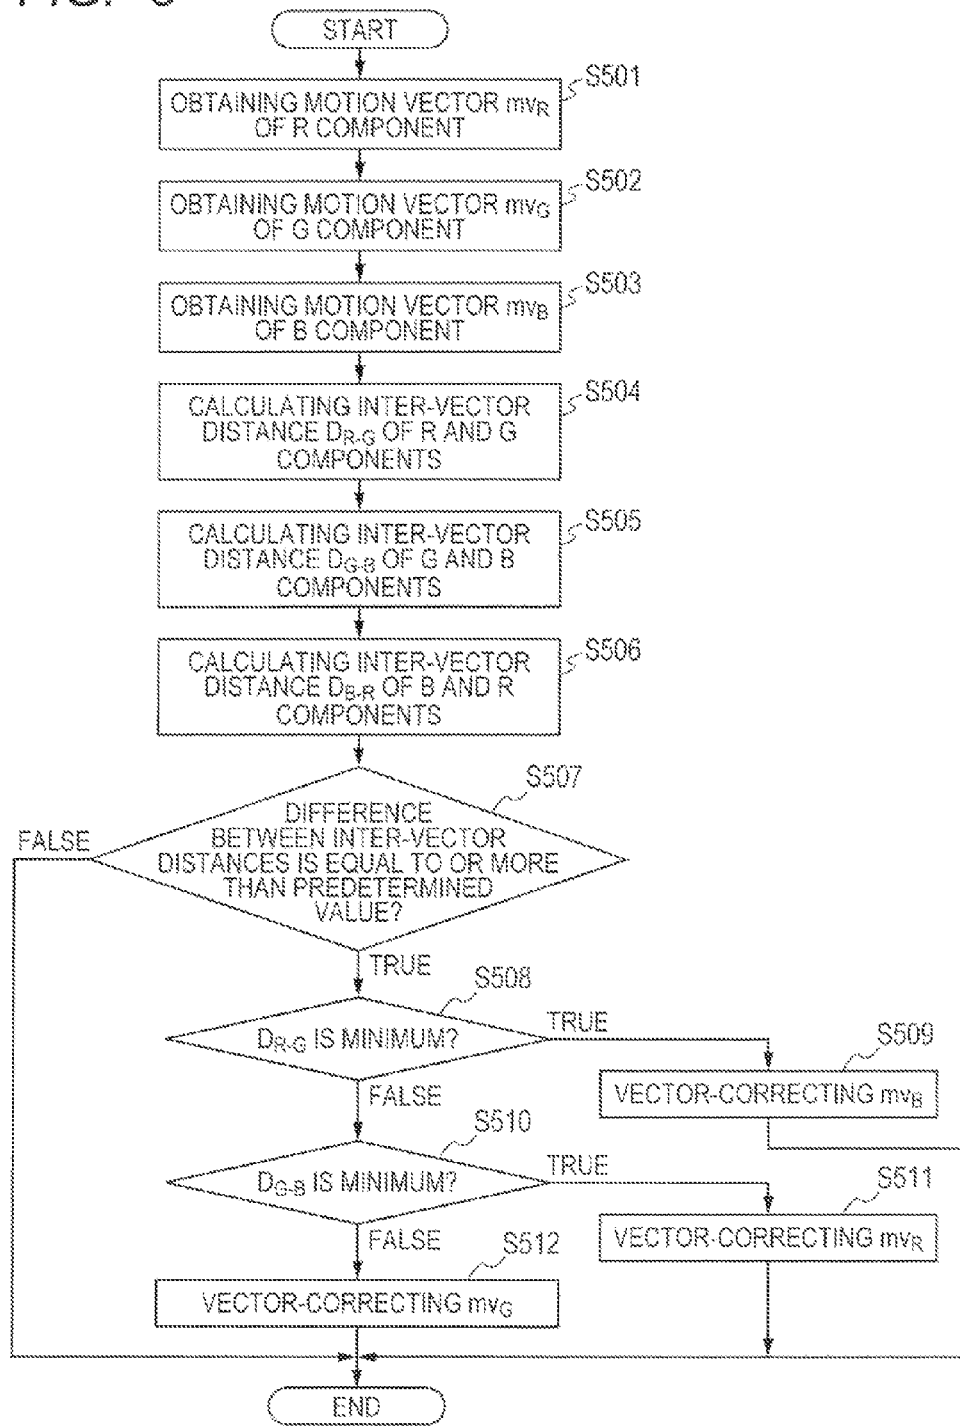 START
S501
OBTAINING MOTION VECTOR mvR
OF R COMPONENT
S502
OBTAINING MOTION VECTOR mvG
OF G COMPONENT
S503
OBTAINING MOTION VECTOR mvB
OF B COMPONENT
S504
CALCULATING INTER-VECTOR
DISTANCE DR-G OF R AND G
COMPONENTS
S505
CALCULATING INTER-VECTOR
DISTANCE DG-B OF G AND B
COMPONENTS
S506
CALCULATING INTER-VECTOR
DISTANCE DB-R OF B AND R
COMPONENTS
S507
FALSE
DIFFERENCE
BETWEEN INTER-VECTOR
DISTANCES IS EQUAL TO OR MORE
THAN PREDETERMINED
VALUE?
TRUE
S508
DR-G IS MINIMUM?
TRUE
S509
VECTOR-CORRECTING mvB
FALSE
S510
DG-B IS MINIMUM?
TRUE
S511
VECTOR-CORRECTING mvR
FALSE
S512
VECTOR-CORRECTING mvG
END